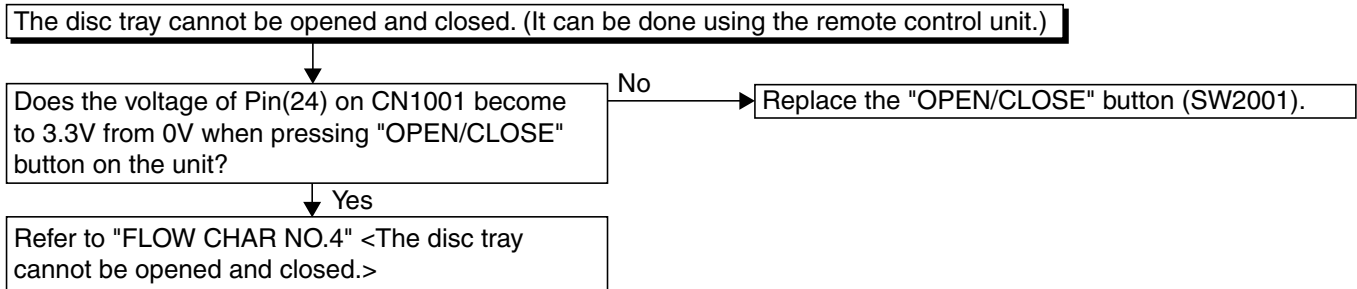 The disc tray cannot be opened and closed. (It can be done using the remote control unit.)
Does the voltage of Pin(24) on CN1001 become
to 3.3V from 0V when pressing "OPEN/CLOSE"
button on the unit?
No
Replace the "OPEN/CLOSE" button (SW2001).
Yes
Refer to "FLOW CHAR NO.4" <The disc tray
cannot be opened and closed.>